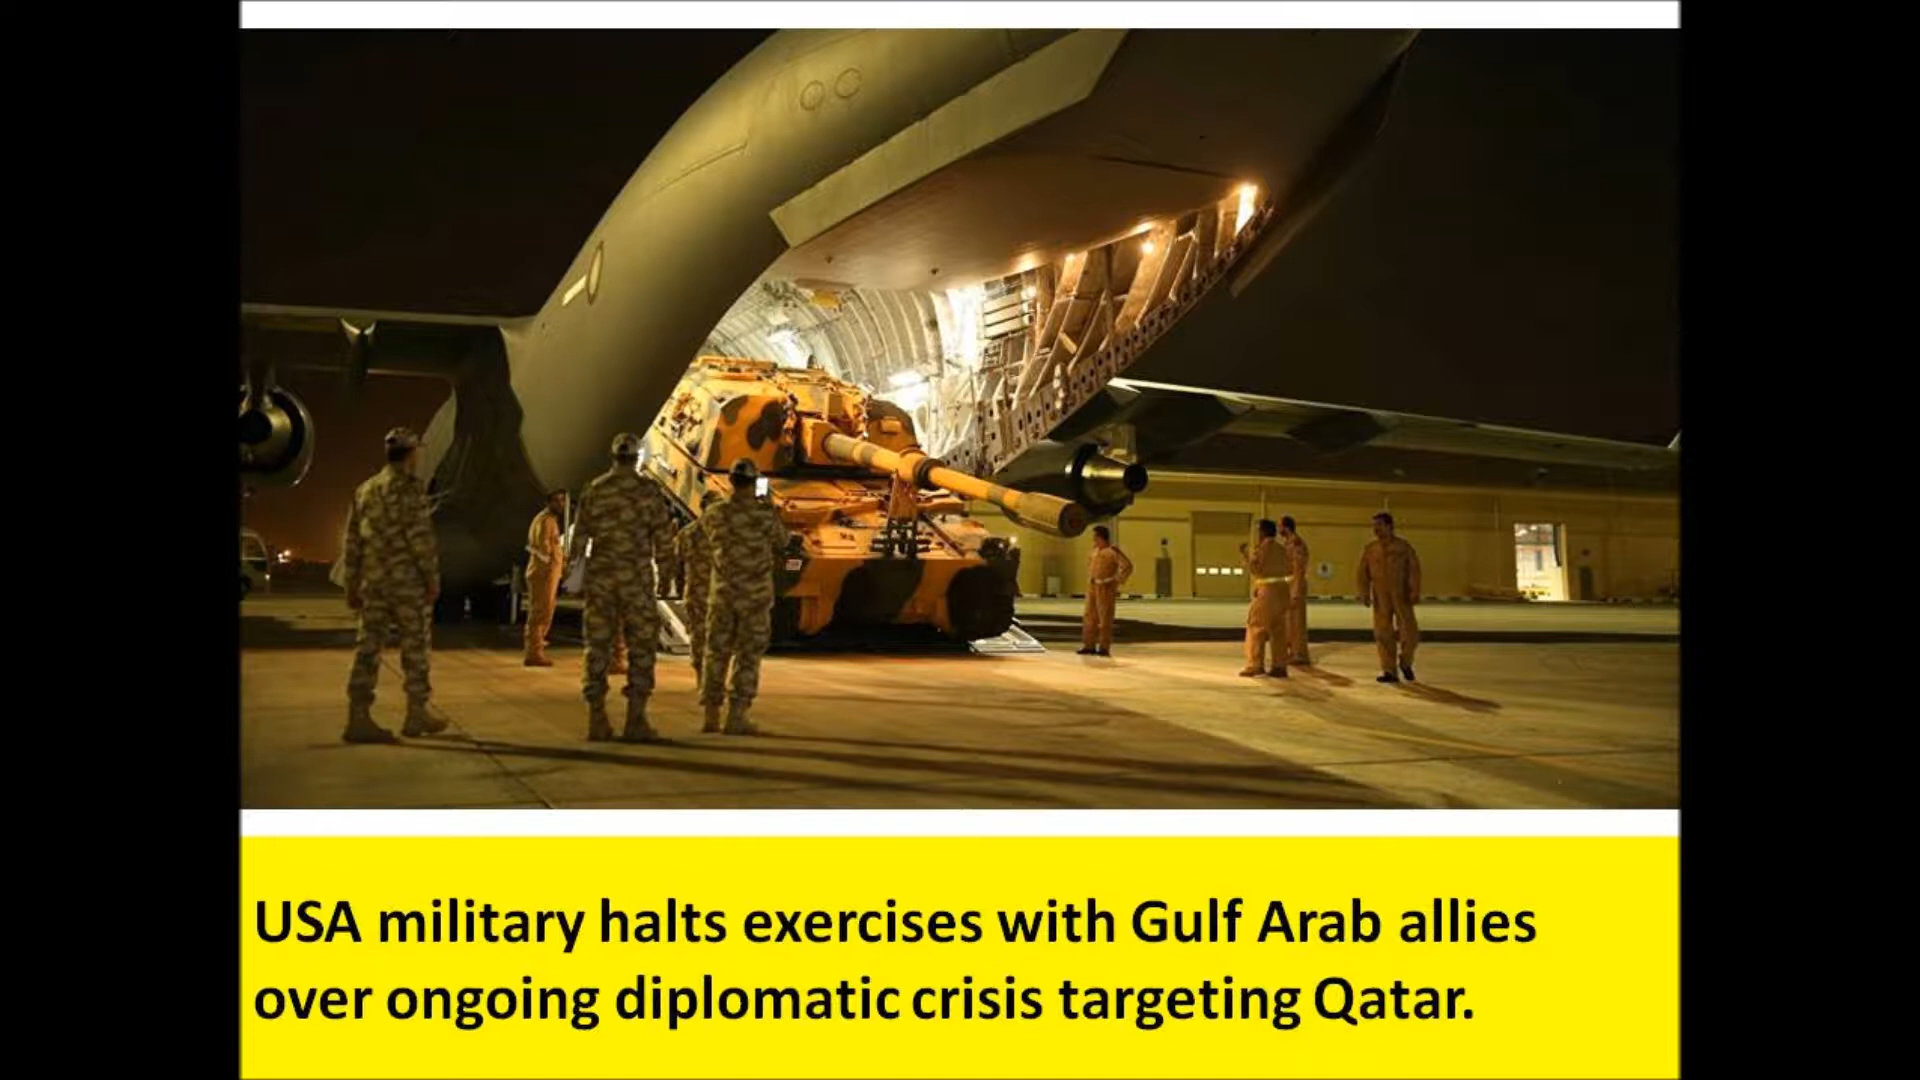 USA military halts exercises with Gulf Arab allies
over ongoing diplomatic crisis targeting Qatar.